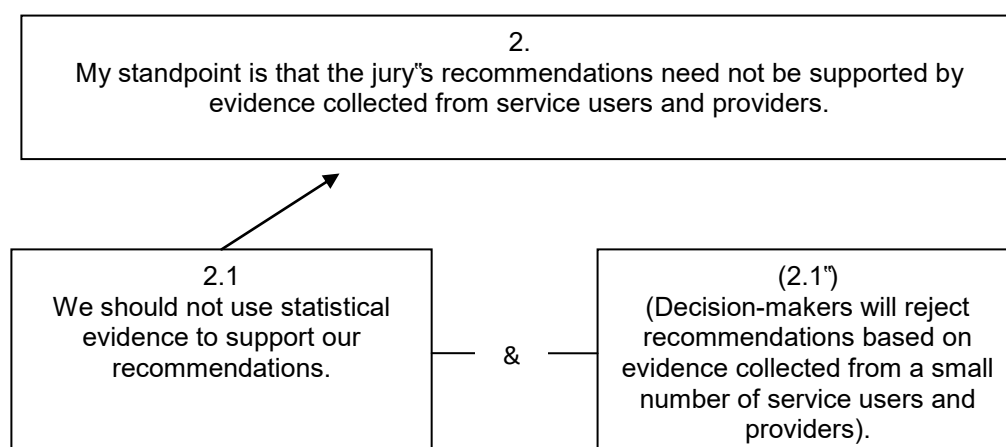 2.
My standpoint is that the jury‟s recommendations need not be supported by
evidence collected from service users and providers.
2.1
We should not use statistical
evidence to support our
recommendations.
&
(2.1‟)
(Decision-makers will reject
recommendations based on
evidence collected from a small
number of service users and
providers).